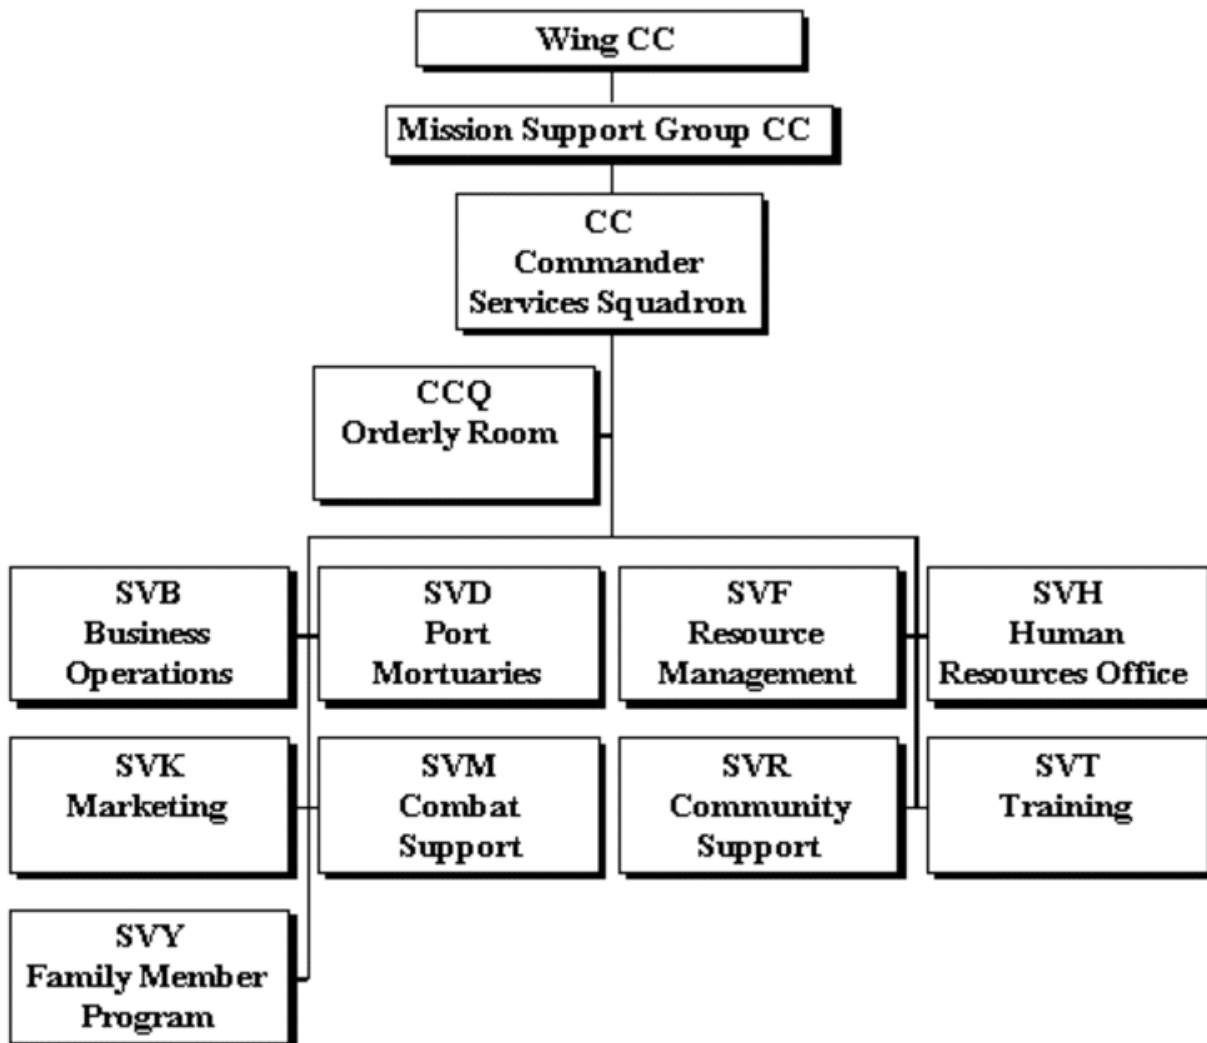 Wing CC
Mission Support Group CC
CC
Commander
Services Squadron
CCQ
Orderly Room
SVB
Business
Operations
SVD
Port
Mortuaries
SVF
Resource
Management
SVH
Human
Resources Office
SVK
Marketing
SVM
Combat
Support
SVR
Community
Support
SVT
Training
SVY
Family Member
Program